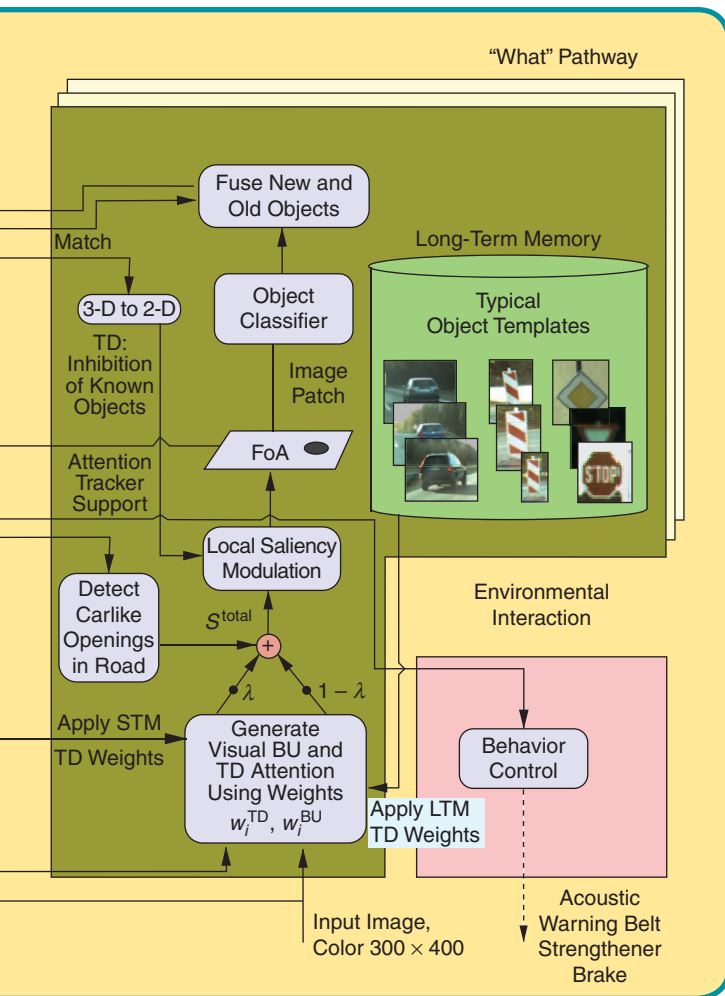 “What” Pathway
Fuse New and
Old Objects
Match
Long-Term Memory
3-D to 2-D
Object
Classifier
Typical
Object Templates
TD:
Inhibition
of Known
Objects
Image
Patch
FoA
STOP
Attention
Tracker
Support
Local Saliency
Modulation
Detect
Carlike
Openings
in Road
S^total
+
Environmental
Interaction
λ
1 − λ
Apply STM
TD Weights
Generate
Visual BU and
TD Attention
Using Weights
w_i^TD, w_i^BU
Behavior
Control
Apply LTM
TD Weights
Input Image,
Color 300 × 400
Acoustic
Warning Belt
Strengthener
Brake